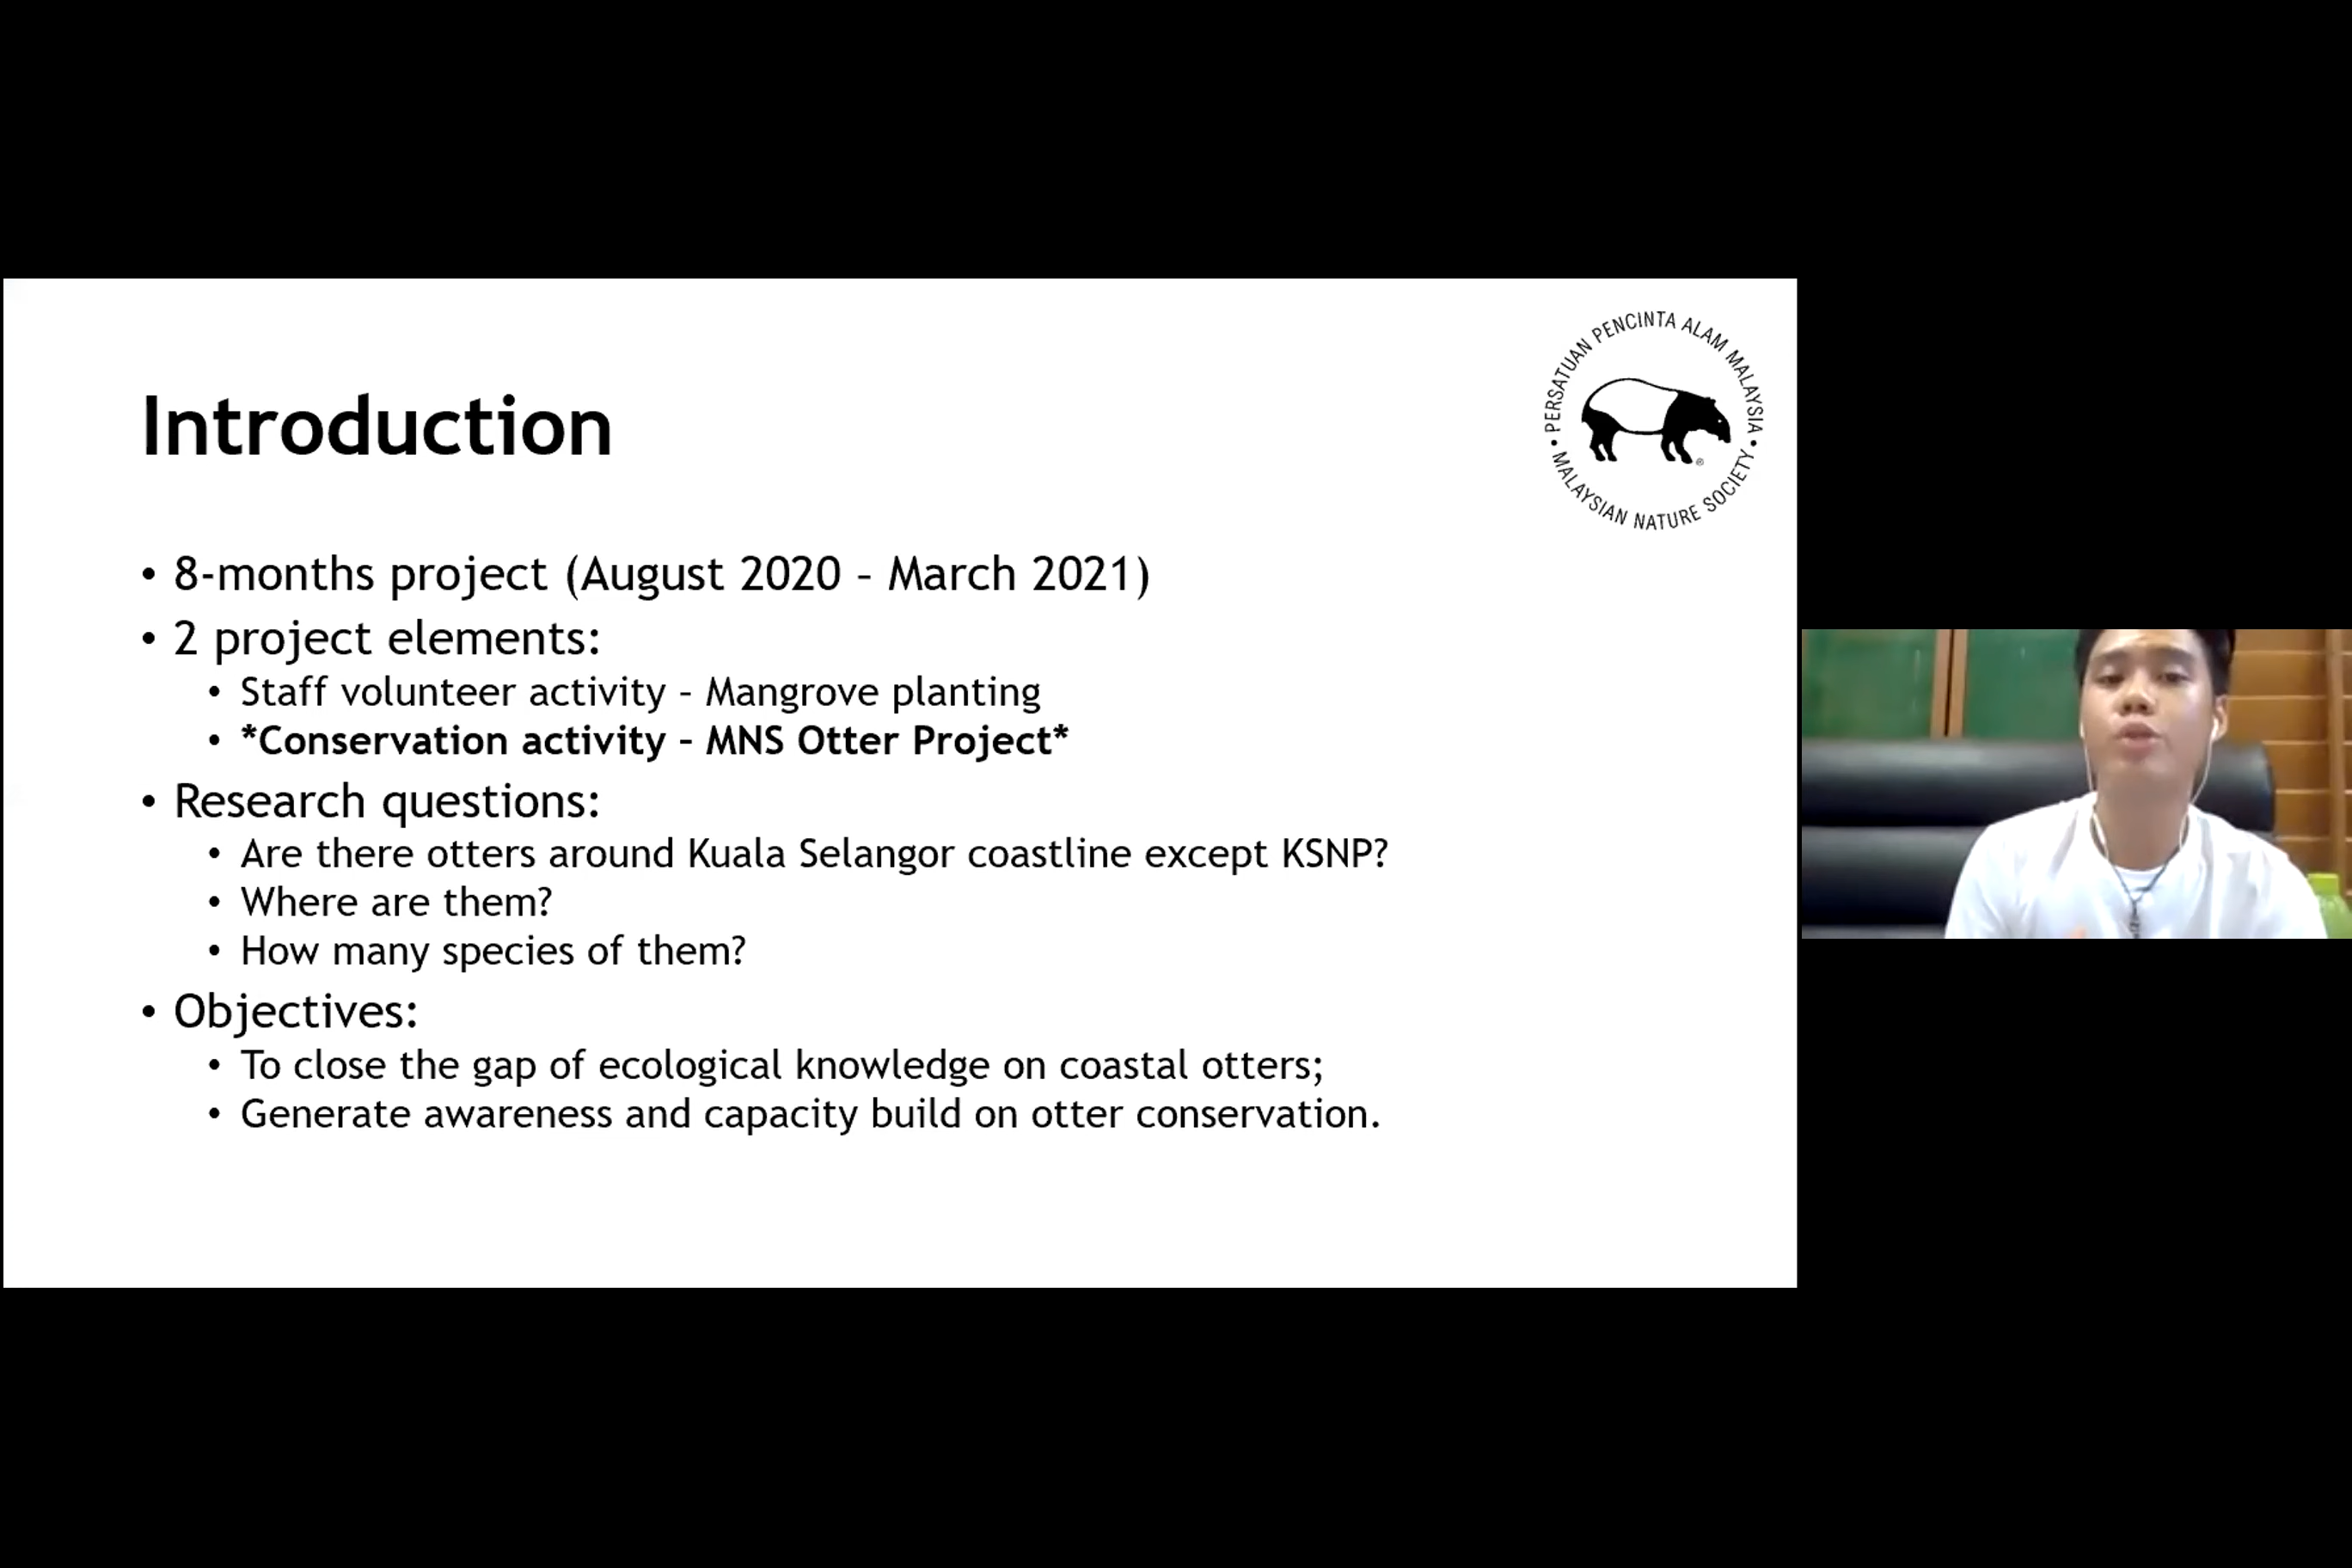 PERSATUAN PENCINTA ALAM MALAYSIA
• MALAYSIAN NATURE SOCIETY •
®
Introduction
• 8-months project (August 2020 – March 2021)
• 2 project elements:
• Staff volunteer activity – Mangrove planting
• *Conservation activity – MNS Otter Project*
• Research questions:
• Are there otters around Kuala Selangor coastline except KSNP?
• Where are them?
• How many species of them?
• Objectives:
• To close the gap of ecological knowledge on coastal otters;
• Generate awareness and capacity build on otter conservation.